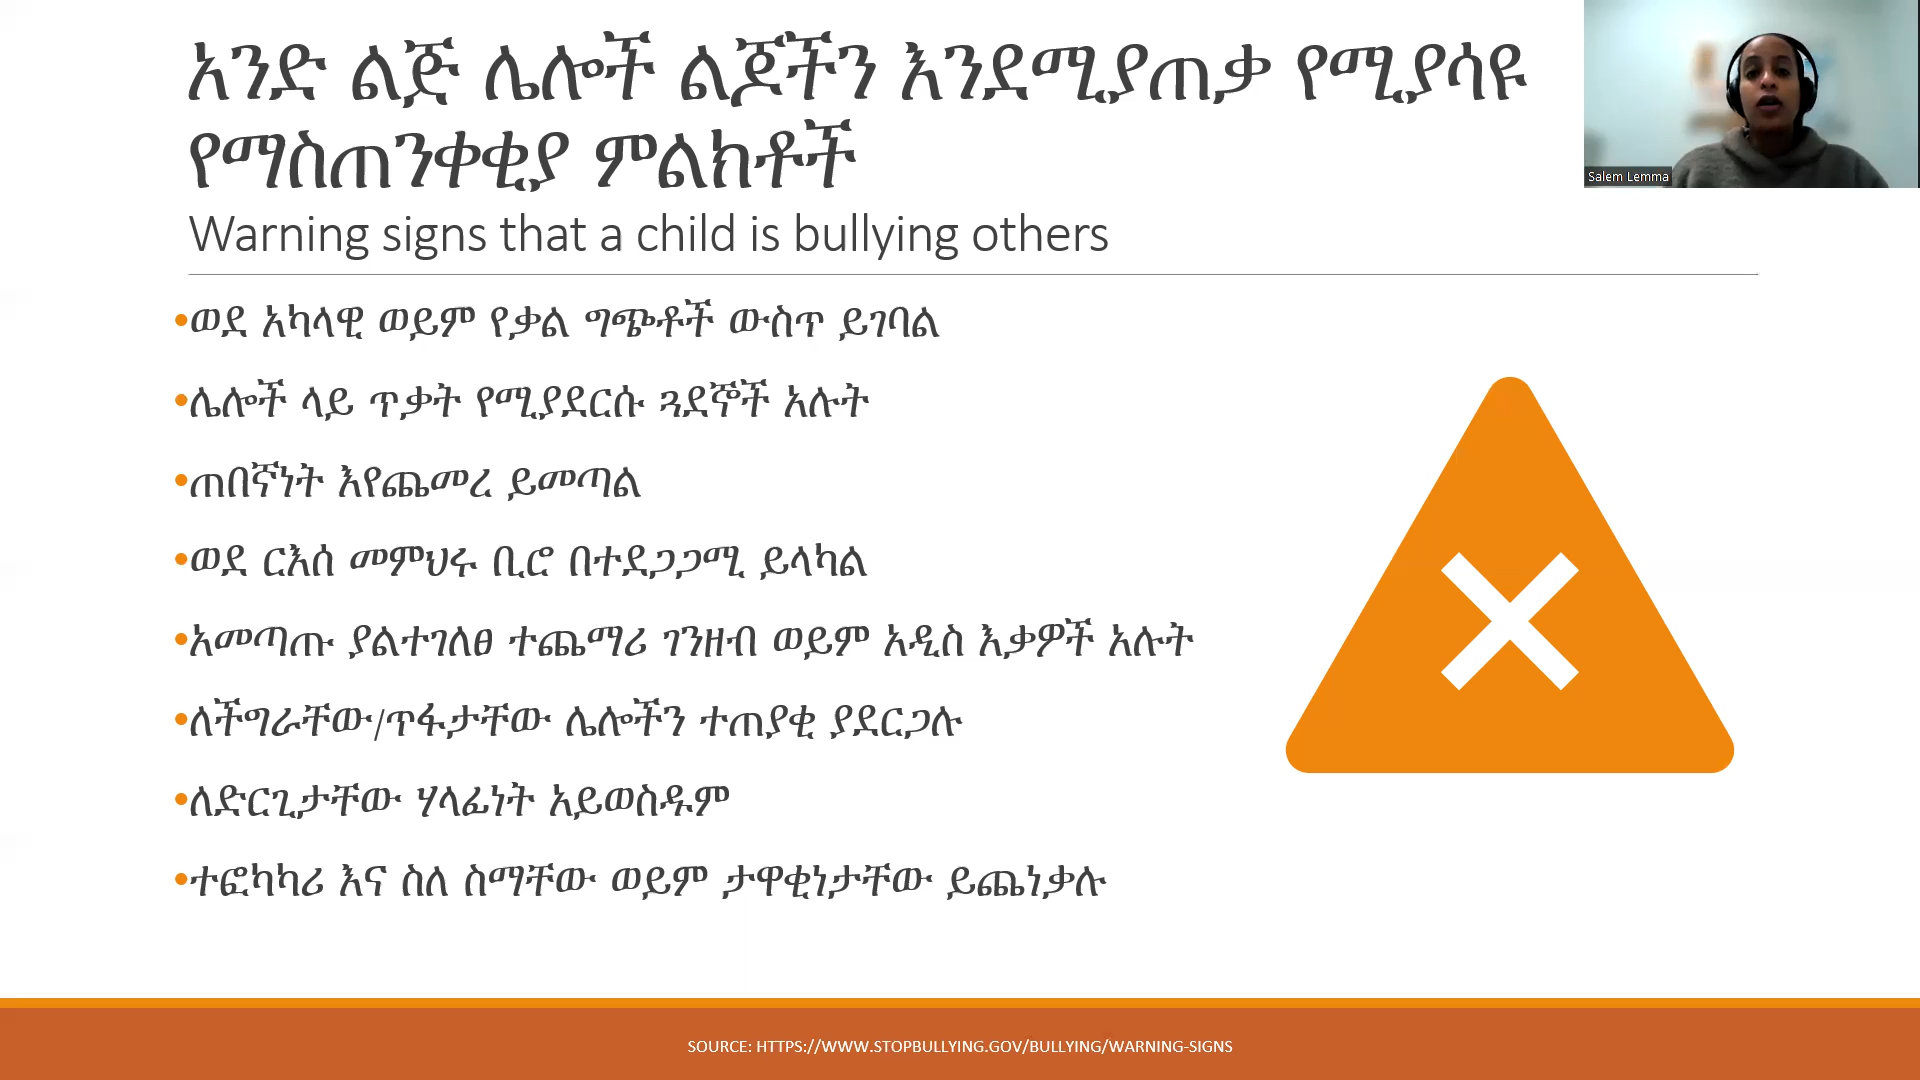 አንድ ልጅ ሌሎች ልጆችን እንደሚያጠቃ የሚያሳዩ
የማስጠንቀቂያ ምልክቶች
Warning signs that a child is bullying others
Salem Lemma
•ወደ አካላዊ ወይም የቃል ግጭቶች ውስጥ ይገባል
•ሌሎች ላይ ጥቃት የሚያደርሱ ጓደኞች አሉት
•ጠበኛነት እየጨመረ ይመጣል
•ወደ ርእሰ መምህሩ ቢሮ በተደጋጋሚ ይላካል
•አመጣጡ ያልተገለፀ ተጨማሪ ገንዘብ ወይም አዲስ እቃዎች አሉት
•ለችግራቸው/ጥፋታቸው ሌሎችን ተጠያቂ ያደርጋሉ
•ለድርጊታቸው ሃላፊነት አይወስዱም
•ተፎካካሪ እና ስለ ስማቸው ወይም ታዋቂነታቸው ይጨነቃሉ
SOURCE: HTTPS://WWW.STOPBULLYING.GOV/BULLYING/WARNING-SIGNS